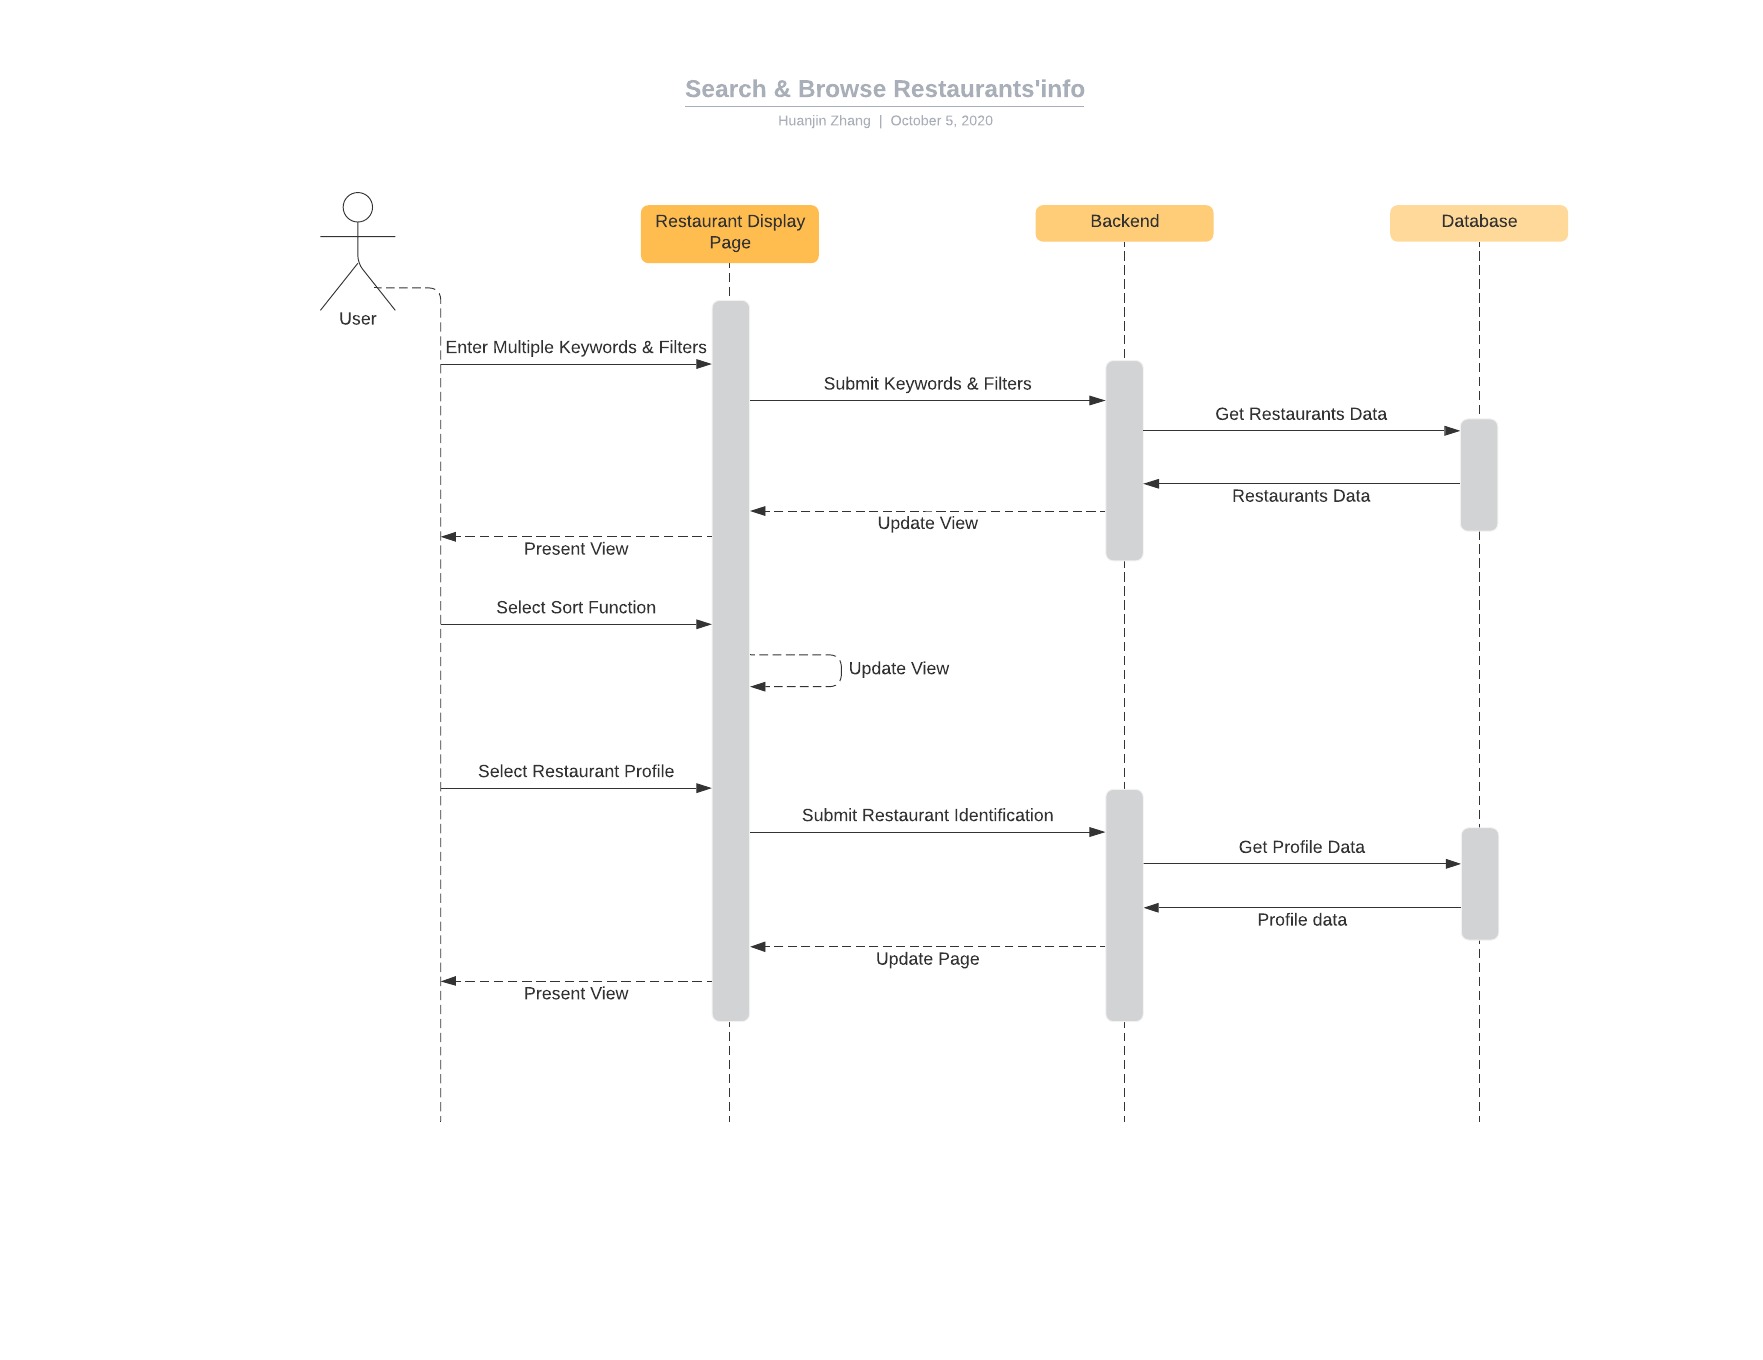 Search & Browse Restaurants'info
Huanjin Zhang | October 5, 2020
Restaurant Display
Page
Backend
Database
User
Enter Multiple Keywords & Filters
Submit Keywords & Filters
Get Restaurants Data
Restaurants Data
Update View
Present View
Select Sort Function
Update View
Select Restaurant Profile
Submit Restaurant Identification
Get Profile Data
Profile data
Update Page
Present View